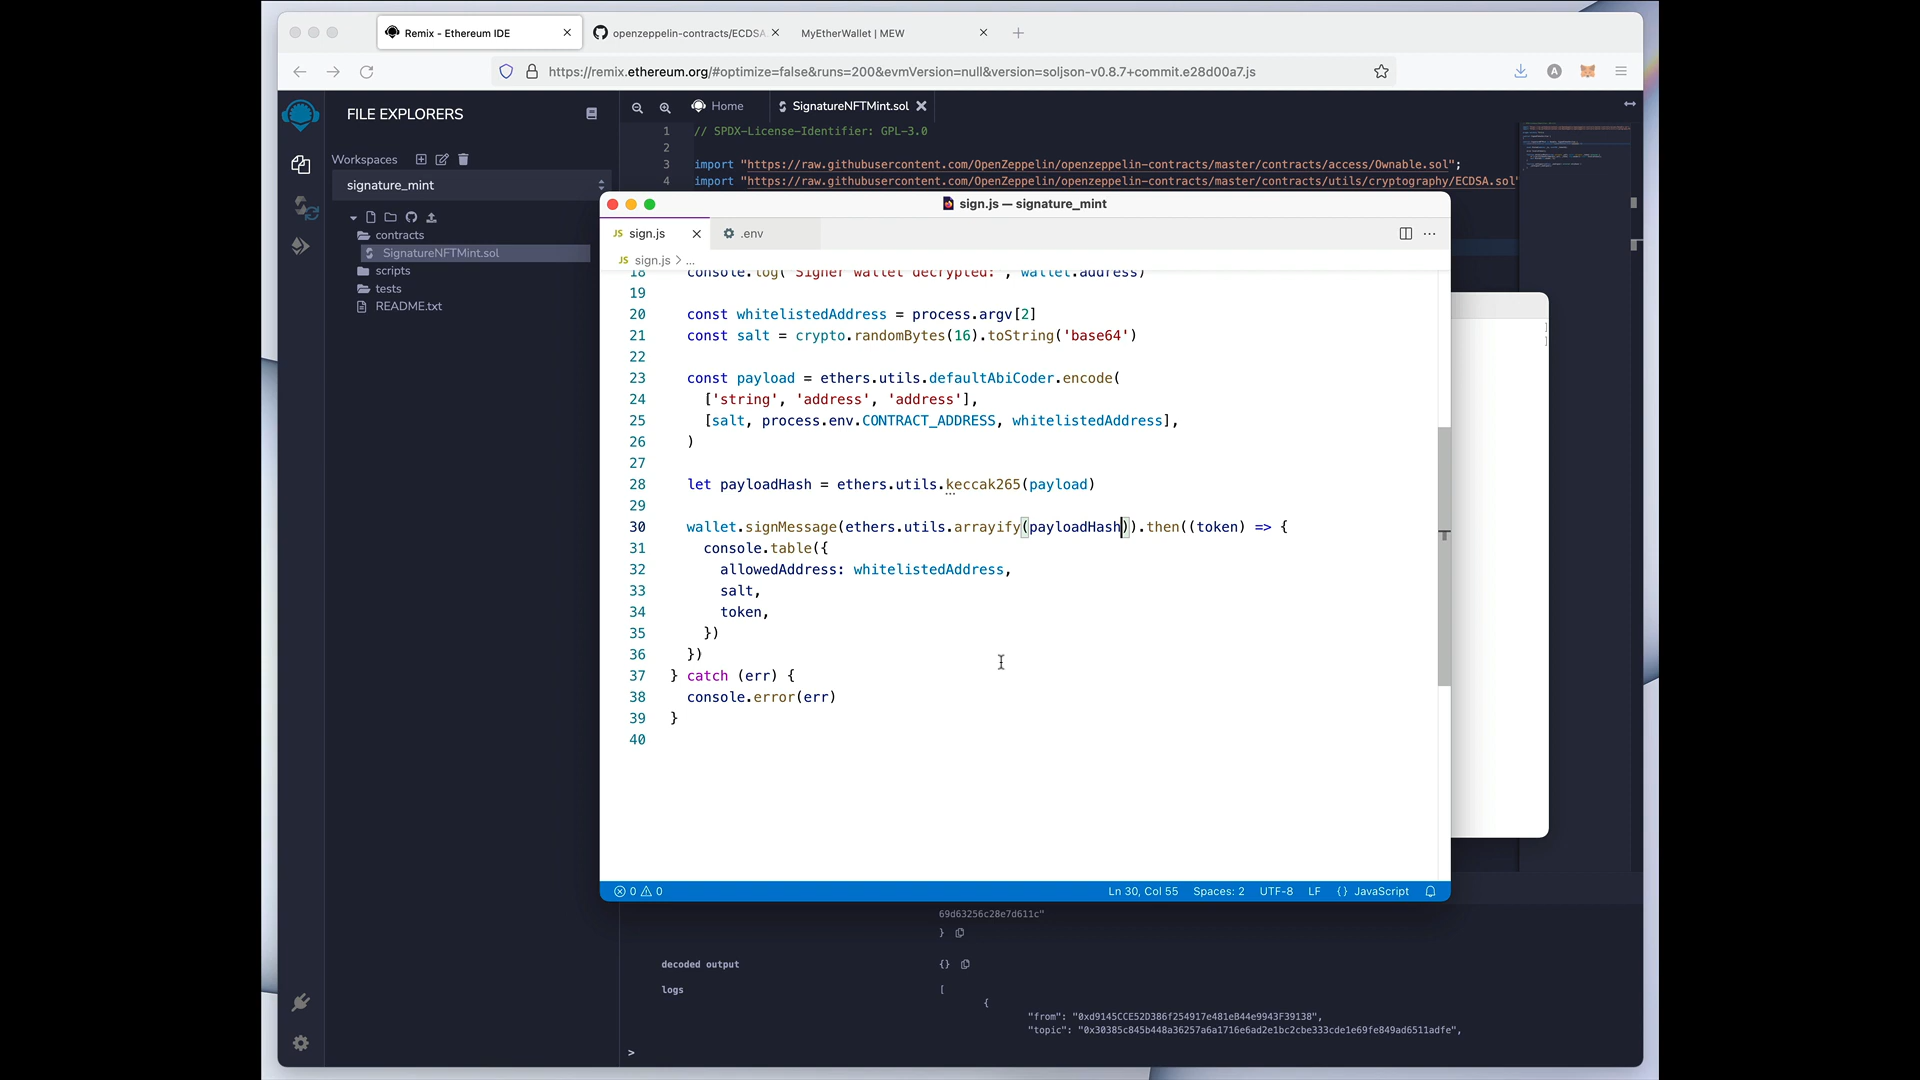 Remix - Ethereum IDE
openzeppelin-contracts/ECDSA.
MyEtherWallet | MEW
https://remix.ethereum.org/#optimize=false&runs=200&evmVersion=null&version=soljson-v0.8.7+commit.e28d00a7.js
A
FILE EXPLORERS
Home
SignatureNFTMint.sol
1 // SPDX-License-Identifier: GPL-3.0
2
3 import "https://raw.githubusercontent.com/OpenZeppelin/openzeppelin-contracts/master/contracts/access/Ownable.sol";
4 import "https://raw.githubusercontent.com/OpenZeppelin/openzeppelin-contracts/master/contracts/utils/cryptography/ECDSA.sol"
Workspaces
signature_mint
contracts
SignatureNFTMint.sol
scripts
tests
README.txt
sign.js — signature_mint
JS sign.js
.env
JS sign.js > ...
18 console.log('Signer wallet decrypted: ', wallet.address)
19
20 const whitelistedAddress = process.argv[2]
21 const salt = crypto.randomBytes(16).toString('base64')
22
23 const payload = ethers.utils.defaultAbiCoder.encode(
24 ['string', 'address', 'address'],
25 [salt, process.env.CONTRACT_ADDRESS, whitelistedAddress],
26 )
27
28 let payloadHash = ethers.utils.keccak265(payload)
29
30 wallet.signMessage(ethers.utils.arrayify(payloadHash)).then((token) => {
31 console.table({
32 allowedAddress: whitelistedAddress,
33 salt,
34 token,
35 })
36 })
37 } catch (err) {
38 console.error(err)
39 }
40
0 0
Ln 30, Col 55
Spaces: 2
UTF-8
LF
{} JavaScript
69d63256c28e7d611c"
}
decoded output
{}
logs
[
{
"from": "0xd9145CCE52D386f254917e481eB44e9943F39138",
"topic": "0x30385c845b448a36257a6a1716e6ad2e1bc2cbe333cde1e69fe849ad6511adfe",
>